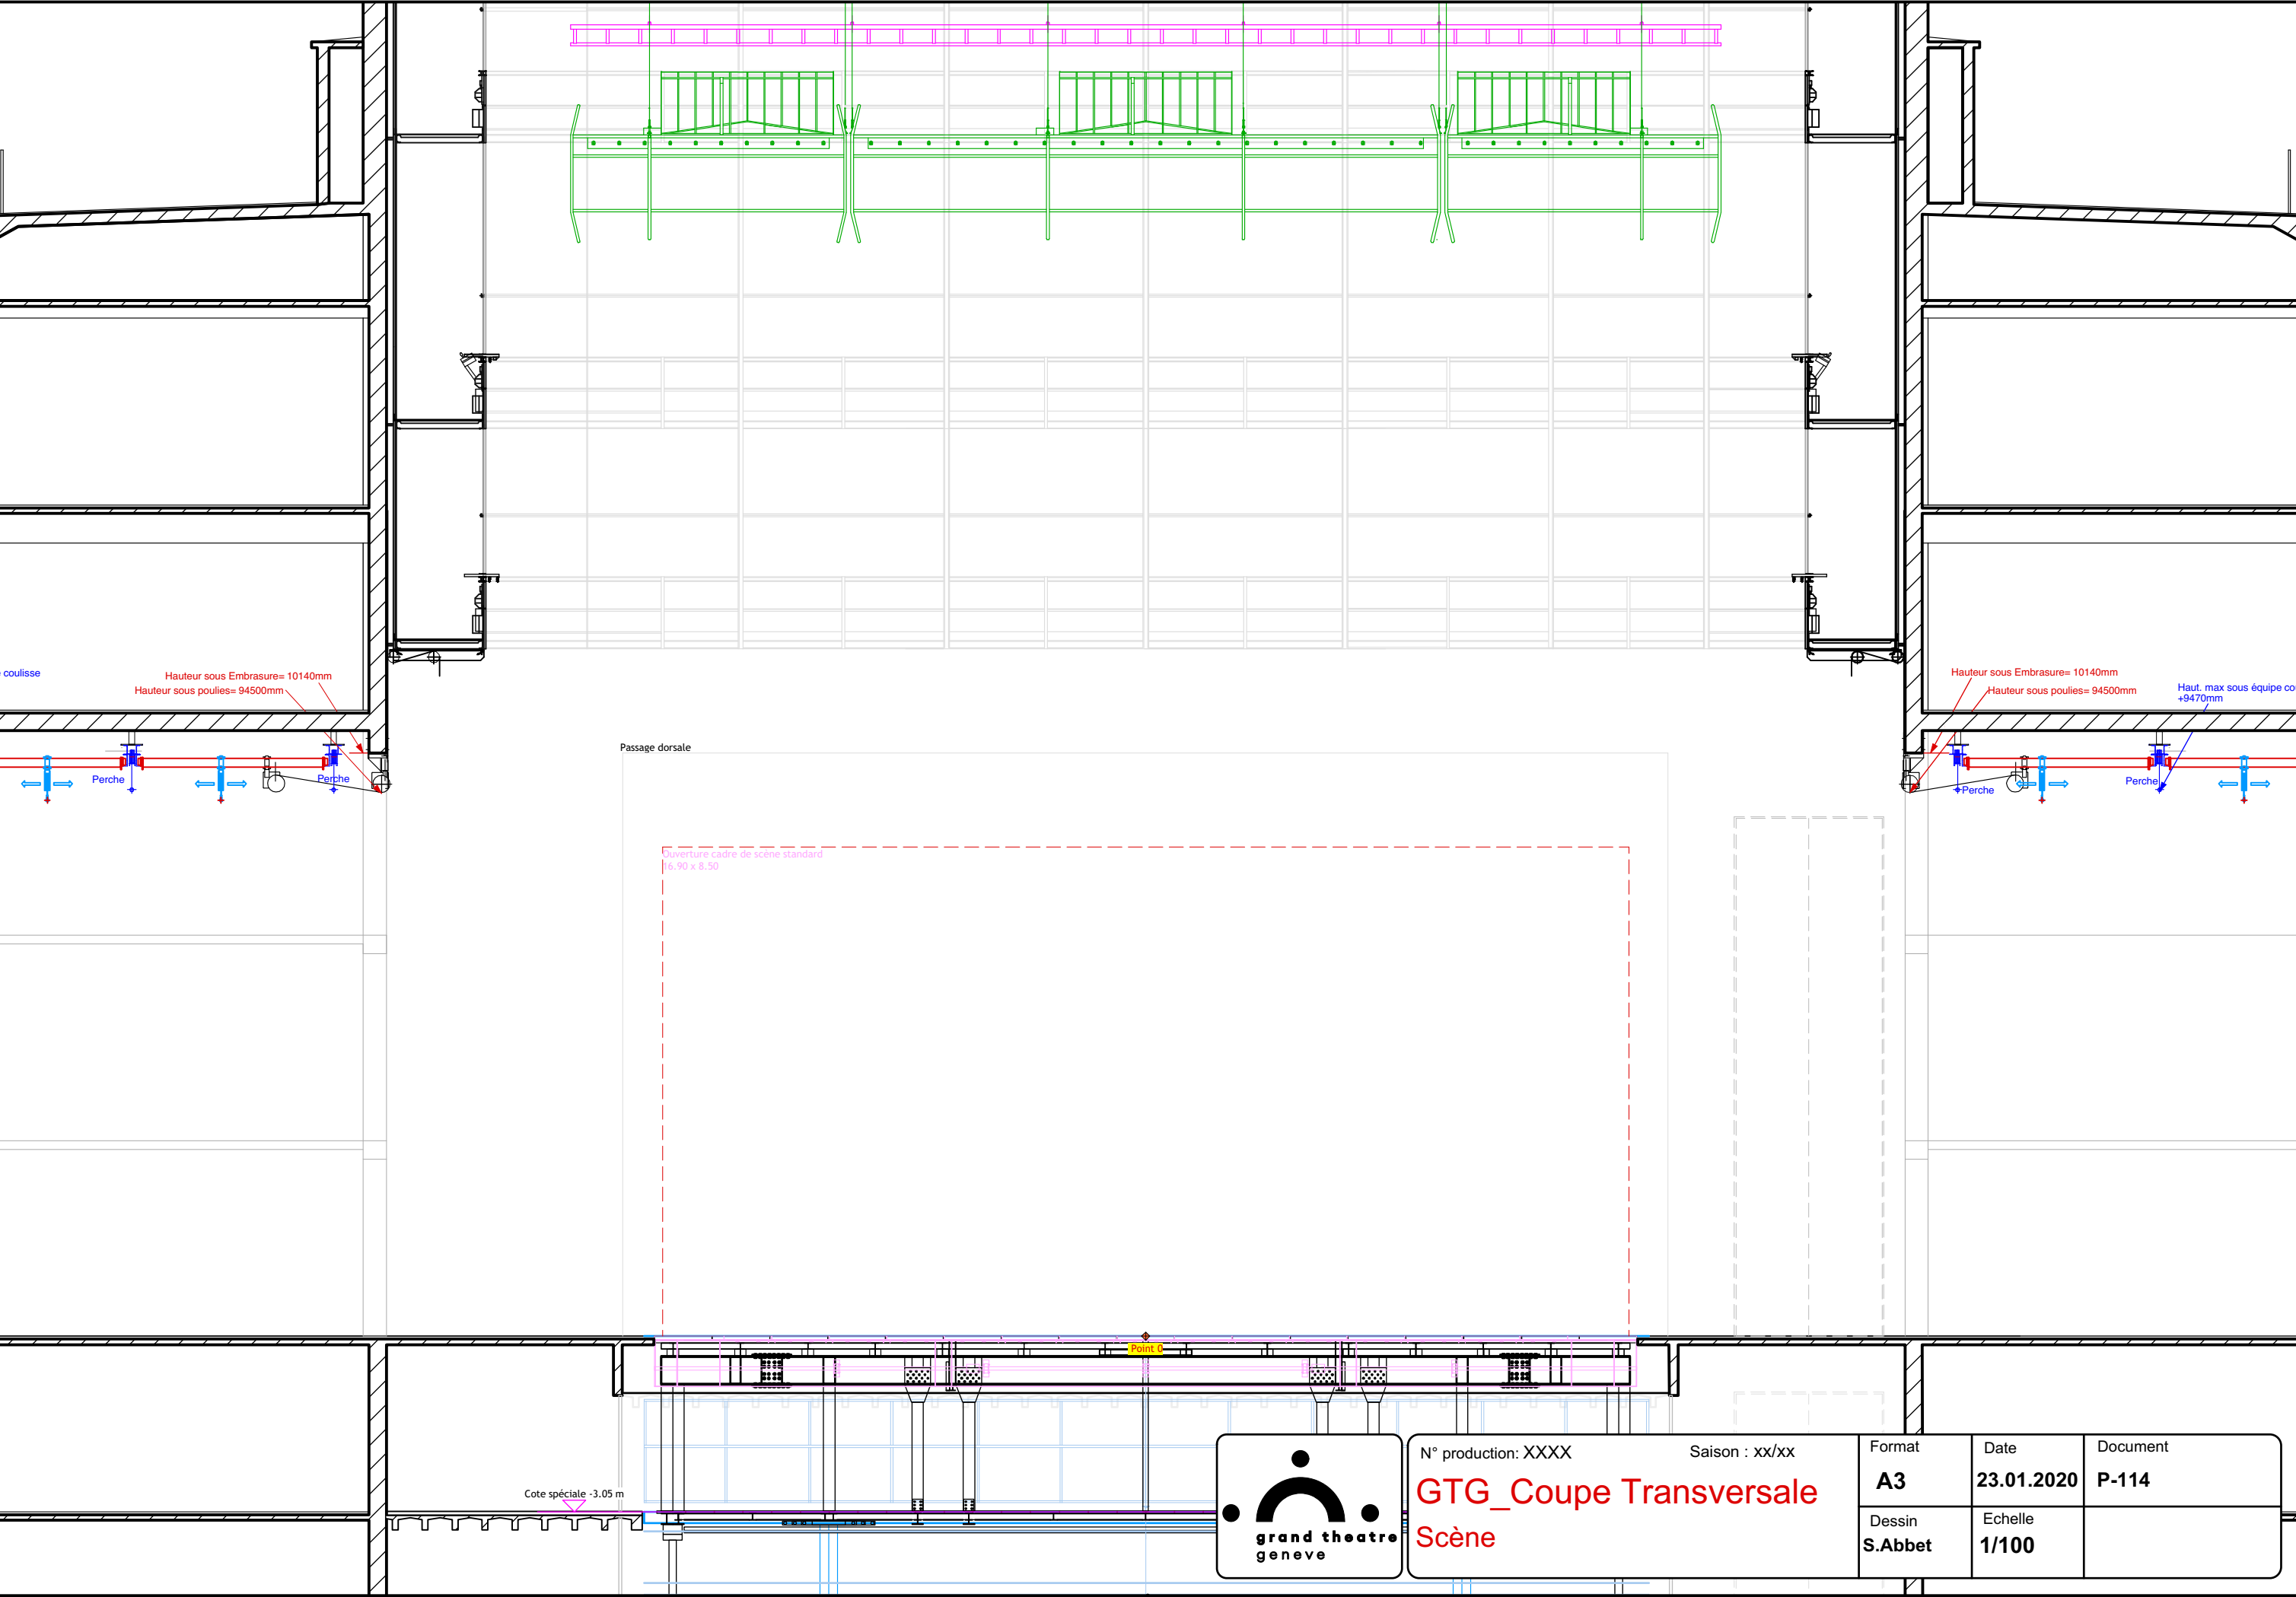 coulisse
Hauteur sous Embrasure= 10140mm
Hauteur sous poulies= 94500mm
Hauteur sous Embrasure= 10140mm
Hauteur sous poulies= 94500mm
Haut. max sous équipe
+9470mm
Passage dorsale
Perche
Perche
Perche
Perche
Ouverture cadre de scène standard
16.90 x 8.50
Point 0
Cote spéciale -3.05 m
grand theatre
geneve
N° production: XXXX
Saison : xx/xx
GTG_Coupe Transversale
Scène
Format
A3
Date
23.01.2020
Document
P-114
Dessin
S.Abbet
Echelle
1/100